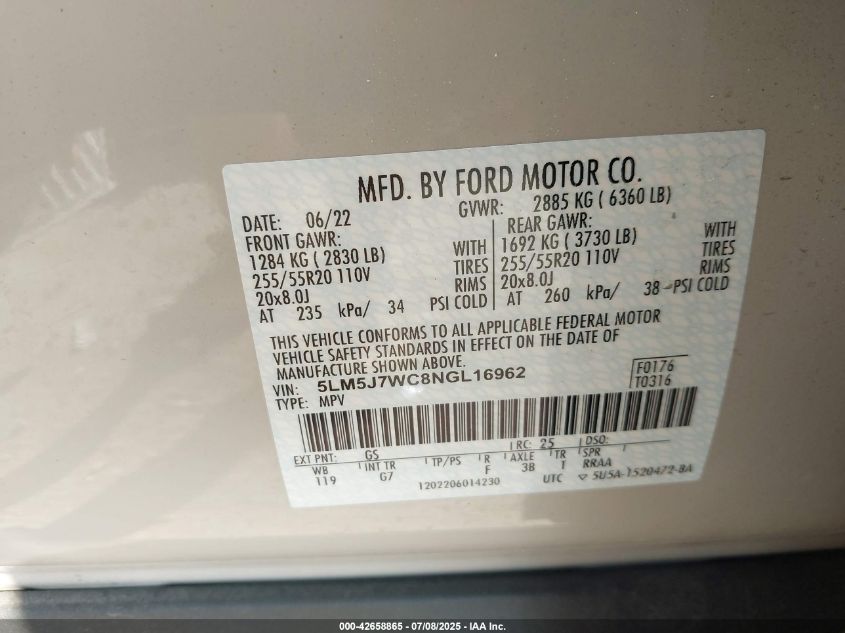 MFD. BY FORD MOTOR CO.
DATE: 06/22 GVWR: 2885 KG ( 6360 LB)
FRONT GAWR: REAR GAWR:
1284 KG ( 2830 LB) WITH 1692 KG ( 3730 LB) WITH
255/55R20 110V TIRES 255/55R20 110V TIRES
20x8.0J RIMS 20x8.0J RIMS
AT 235 kPa/ 34 PSI COLD AT 260 kPa/ 38 PSI COLD
THIS VEHICLE CONFORMS TO ALL APPLICABLE FEDERAL MOTOR
VEHICLE SAFETY STANDARDS IN EFFECT ON THE DATE OF
MANUFACTURE SHOWN ABOVE.
VIN: 5LM5J7WC8NGL16962 F0176
TYPE: MPV T0316
EXT PNT: GS RC: 25 DSO:
WB INT TR TP/PS R AXLE TR SPR
119 G7 F 3B T RRAA
1202206014230 UTC ▽ 5U5A-1520472-BA
000-42658865 - 07/08/2025 - IAA Inc.